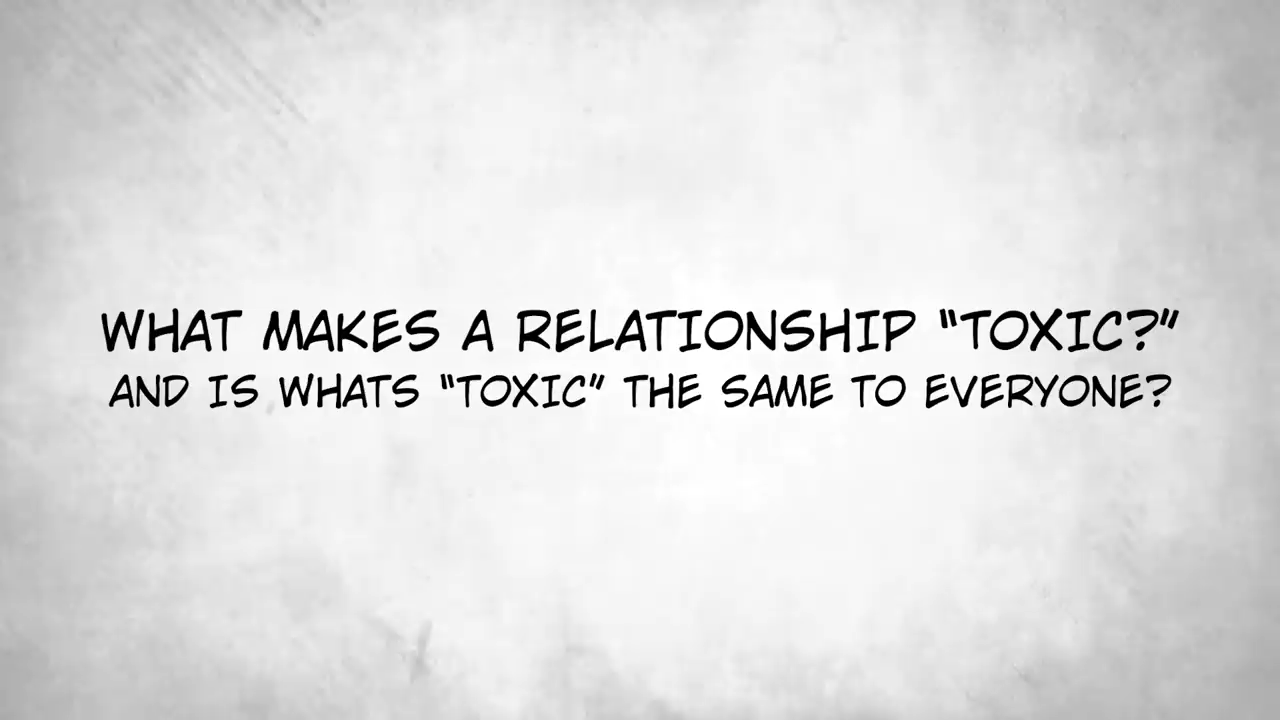 WHAT MAKES A RELATIONSHIP "TOXIC?"
AND IS WHATS "TOXIC" THE SAME TO EVERYONE?